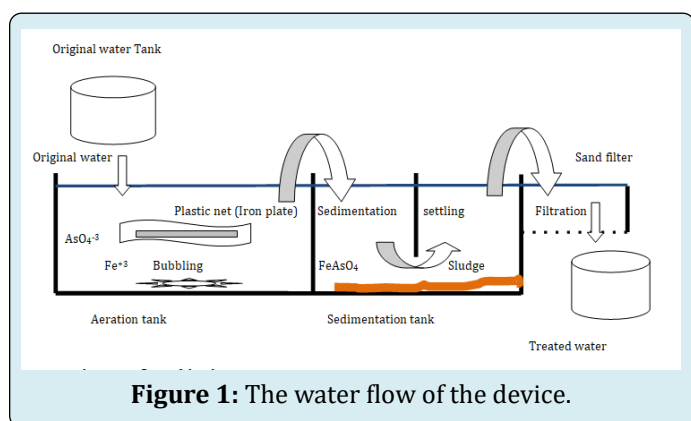 Original water Tank
Original water
Sand filter
Plastic net (Iron plate)
Sedimentation
settling
Filtration
AsO₄⁻³
Fe⁺³
Bubbling
FeAsO₄
Sludge
Aeration tank
Sedimentation tank
Treated water
Figure 1: The water flow of the device.